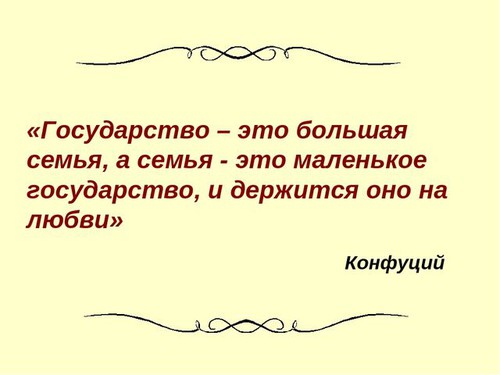 «Государство – это большая
семья, а семья - это маленькое
государство, и держится оно на
любви»
Конфуций